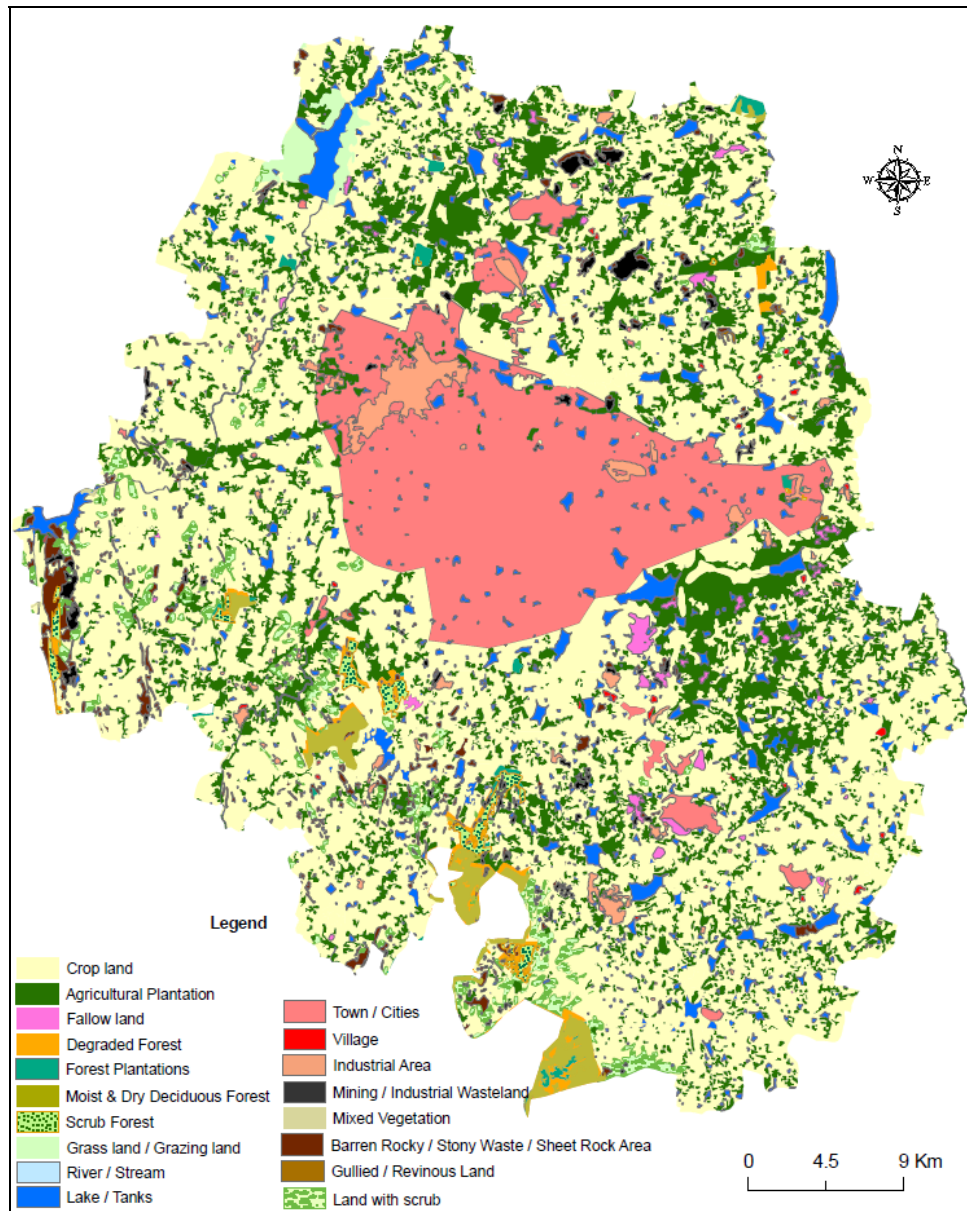 N
W E
S
Legend
Crop land
Agricultural Plantation
Fallow land
Degraded Forest
Forest Plantations
Moist & Dry Deciduous Forest
Scrub Forest
Grass land / Grazing land
River / Stream
Lake / Tanks
Town / Cities
Village
Industrial Area
Mining / Industrial Wasteland
Mixed Vegetation
Barren Rocky / Stony Waste / Sheet Rock Area
Gullied / Revinous Land
Land with scrub
0 4.5 9 Km